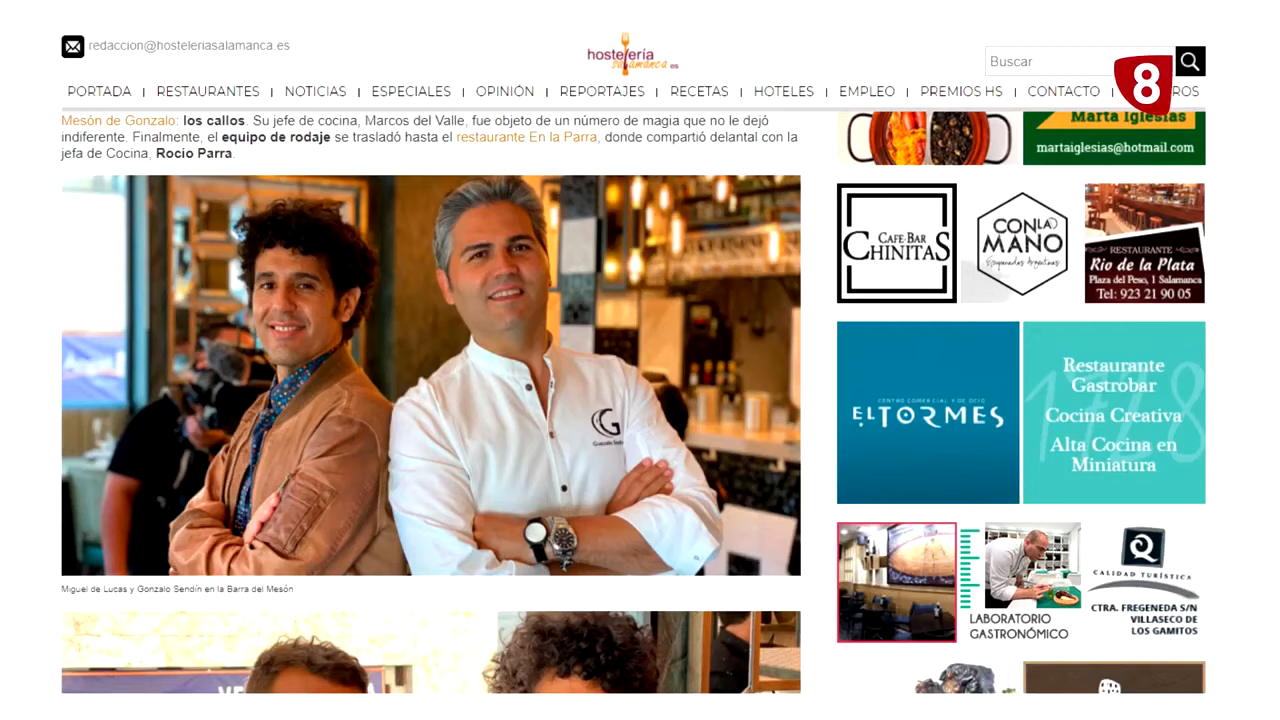 redaccion@hosteleriasalamanca.es
hostelería
salamanca.es
Buscar
8
PORTADA | RESTAURANTES | NOTICIAS | ESPECIALES | OPINIÓN | REPORTAJES | RECETAS | HOTELES | EMPLEO | PREMIOS HS | CONTACTO |
Mesón de Gonzalo: los callos. Su jefe de cocina, Marcos del Valle, fue objeto de un número de magia que no le dejó
indiferente. Finalmente, el equipo de rodaje se trasladó hasta el restaurante En la Parra, donde compartió delantal con la
jefa de Cocina, Rocío Parra.
G
Miguel de Lucas y Gonzalo Sendín en la Barra del Mesón
Marta Iglesias
martaiglesias@hotmail.com
CAFE-BAR
CHINITAS
CON LA
MANO
Empanadas Argentinas
RESTAURANTE
Rio de la Plata
Plaza del Peso, 1 Salamanca
Tel: 923 21 90 05
CENTRO COMERCIAL Y DE OCIO
EL TORMES
Restaurante
Gastrobar
Cocina Creativa
Alta Cocina en
Miniatura
LABORATORIO
GASTRONÓMICO
Q
CALIDAD TURÍSTICA
CTRA. FREGENEDA S/N
VILLASECO DE
LOS GAMITOS